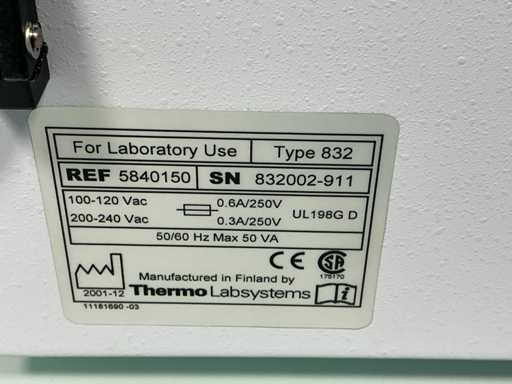 For Laboratory Use Type 832
REF 5840150 SN 832002-911
100-120 Vac 0.6A/250V
200-240 Vac 0.3A/250V UL198G D
50/60 Hz Max 50 VA
CE SA 175170
Manufactured in Finland by
2001-12 Thermo Labsystems i
11181690 -03